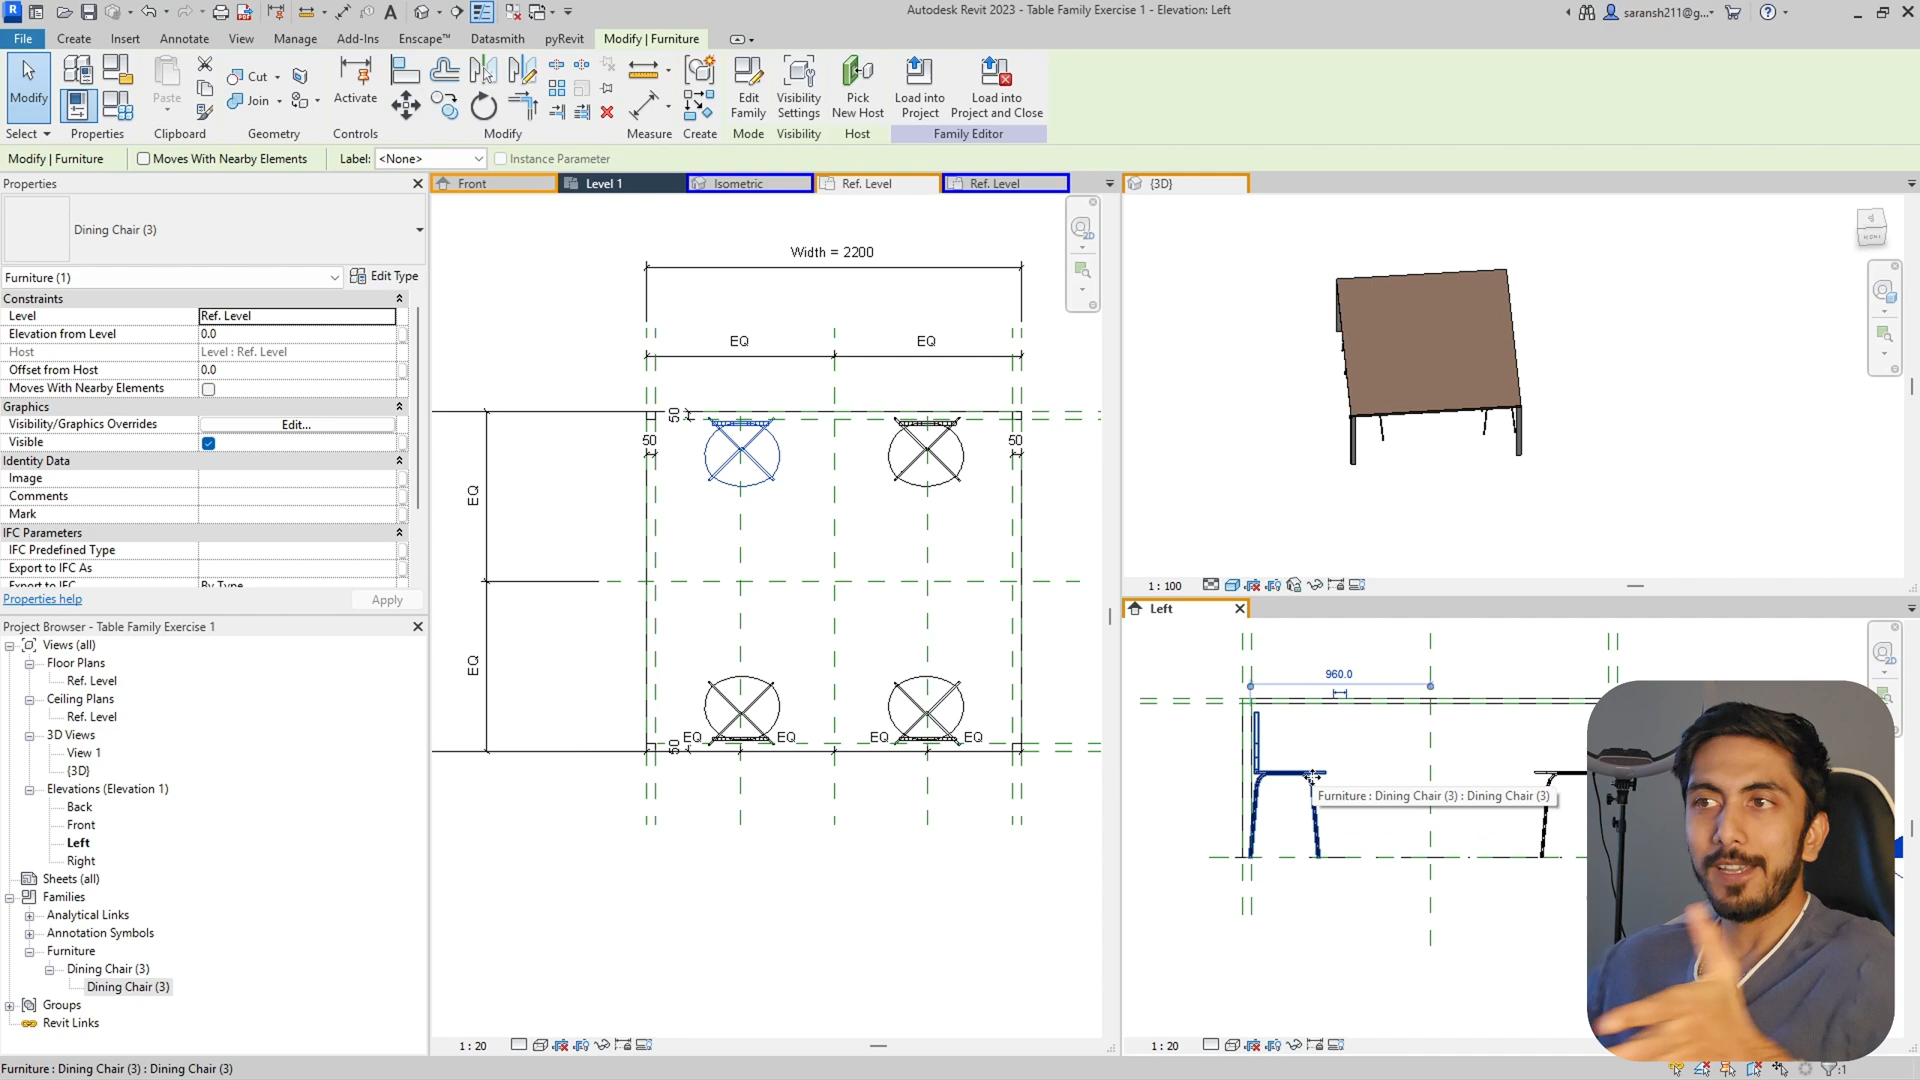 Autodesk Revit 2023 - Table Family Exercise 1 - Elevation: Left
saransh211@g...
File Create Insert Annotate View Manage Add-Ins Enscape™ Datasmith pyRevit Modify | Furniture
Modify
Paste
Cut
Join
Activate
Edit Family
Visibility Settings
Pick New Host
Load into Project
Load into Project and Close
Select Properties Clipboard Geometry Controls Modify Measure Create Mode Visibility Host Family Editor
Modify | Furniture Moves With Nearby Elements Label: <None> Instance Parameter
Properties
Dining Chair (3)
Furniture (1) Edit Type
Constraints
Level Ref. Level
Elevation from Level 0.0
Host Level : Ref. Level
Offset from Host 0.0
Moves With Nearby Elements
Graphics
Visibility/Graphics Overrides Edit...
Visible
Identity Data
Image
Comments
Mark
IFC Parameters
IFC Predefined Type
Export to IFC As
Export to IFC By Type
Properties help Apply
Project Browser - Table Family Exercise 1
Views (all)
Floor Plans
Ref. Level
Ceiling Plans
Ref. Level
3D Views
View 1
{3D}
Elevations (Elevation 1)
Back
Front
Left
Right
Sheets (all)
Families
Analytical Links
Annotation Symbols
Furniture
Dining Chair (3)
Dining Chair (3)
Groups
Revit Links
Furniture : Dining Chair (3) : Dining Chair (3)
Front Level 1 Isometric Ref. Level Ref. Level
2D
Width = 2200
EQ EQ
50
50 50
EQ
EQ
EQ EQ EQ EQ
50
1 : 20
{3D}
1 : 100
Left
2D
960.0
Furniture : Dining Chair (3) : Dining Chair (3)
1 : 20
:1